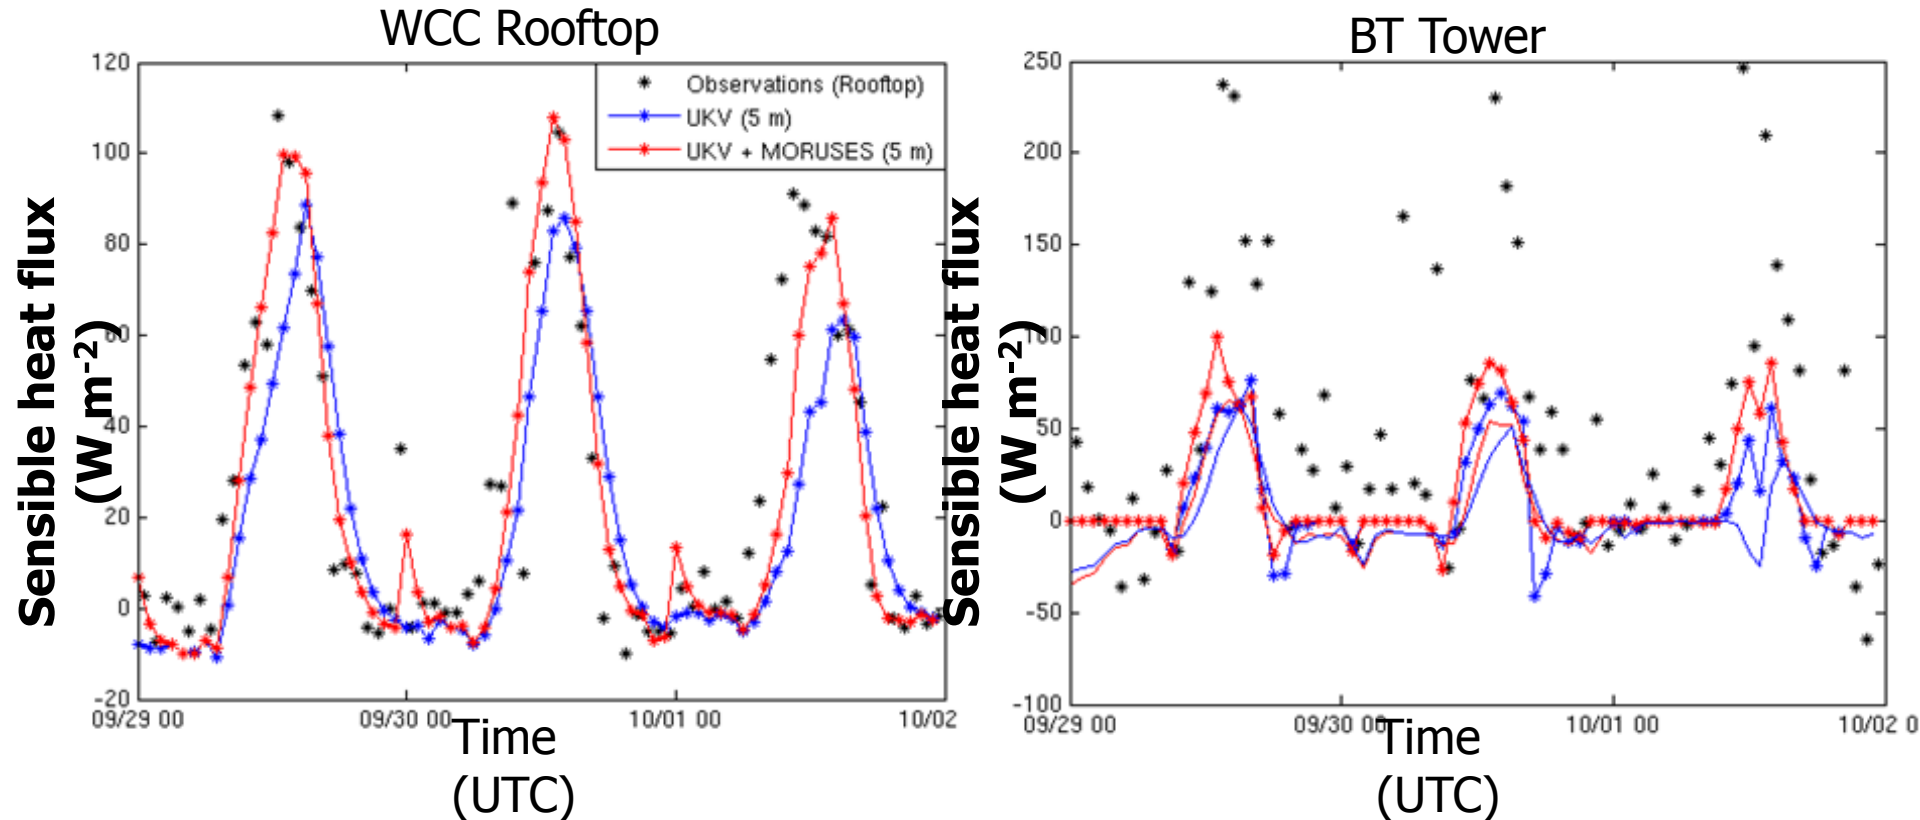 WCC Rooftop
120
100
80
60
40
20
0
-20
Sensible heat flux
(W m-2)
Observations (Rooftop)
UKV (5 m)
UKV + MORUSES (5 m)
09/29 00
09/30 00
10/01 00
10/02
Time
(UTC)
BT Tower
250
200
150
50
0
-50
-100
Sensible heat flux
(W m-2)
09/29 00
09/30 00
10/01 00
10/02 0
Time
(UTC)